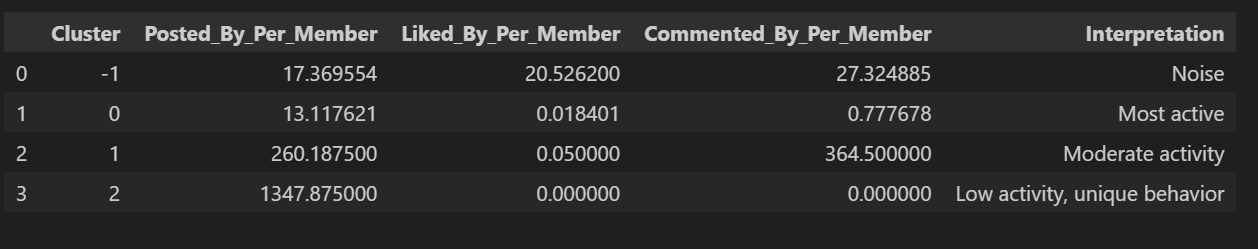 Cluster Posted_By_Per_Member Liked_By_Per_Member Commented_By_Per_Member Interpretation
0 -1 17.369554 20.526200 27.324885 Noise
1 0 13.117621 0.018401 0.777678 Most active
2 1 260.187500 0.050000 364.500000 Moderate activity
3 2 1347.875000 0.000000 0.000000 Low activity, unique behavior